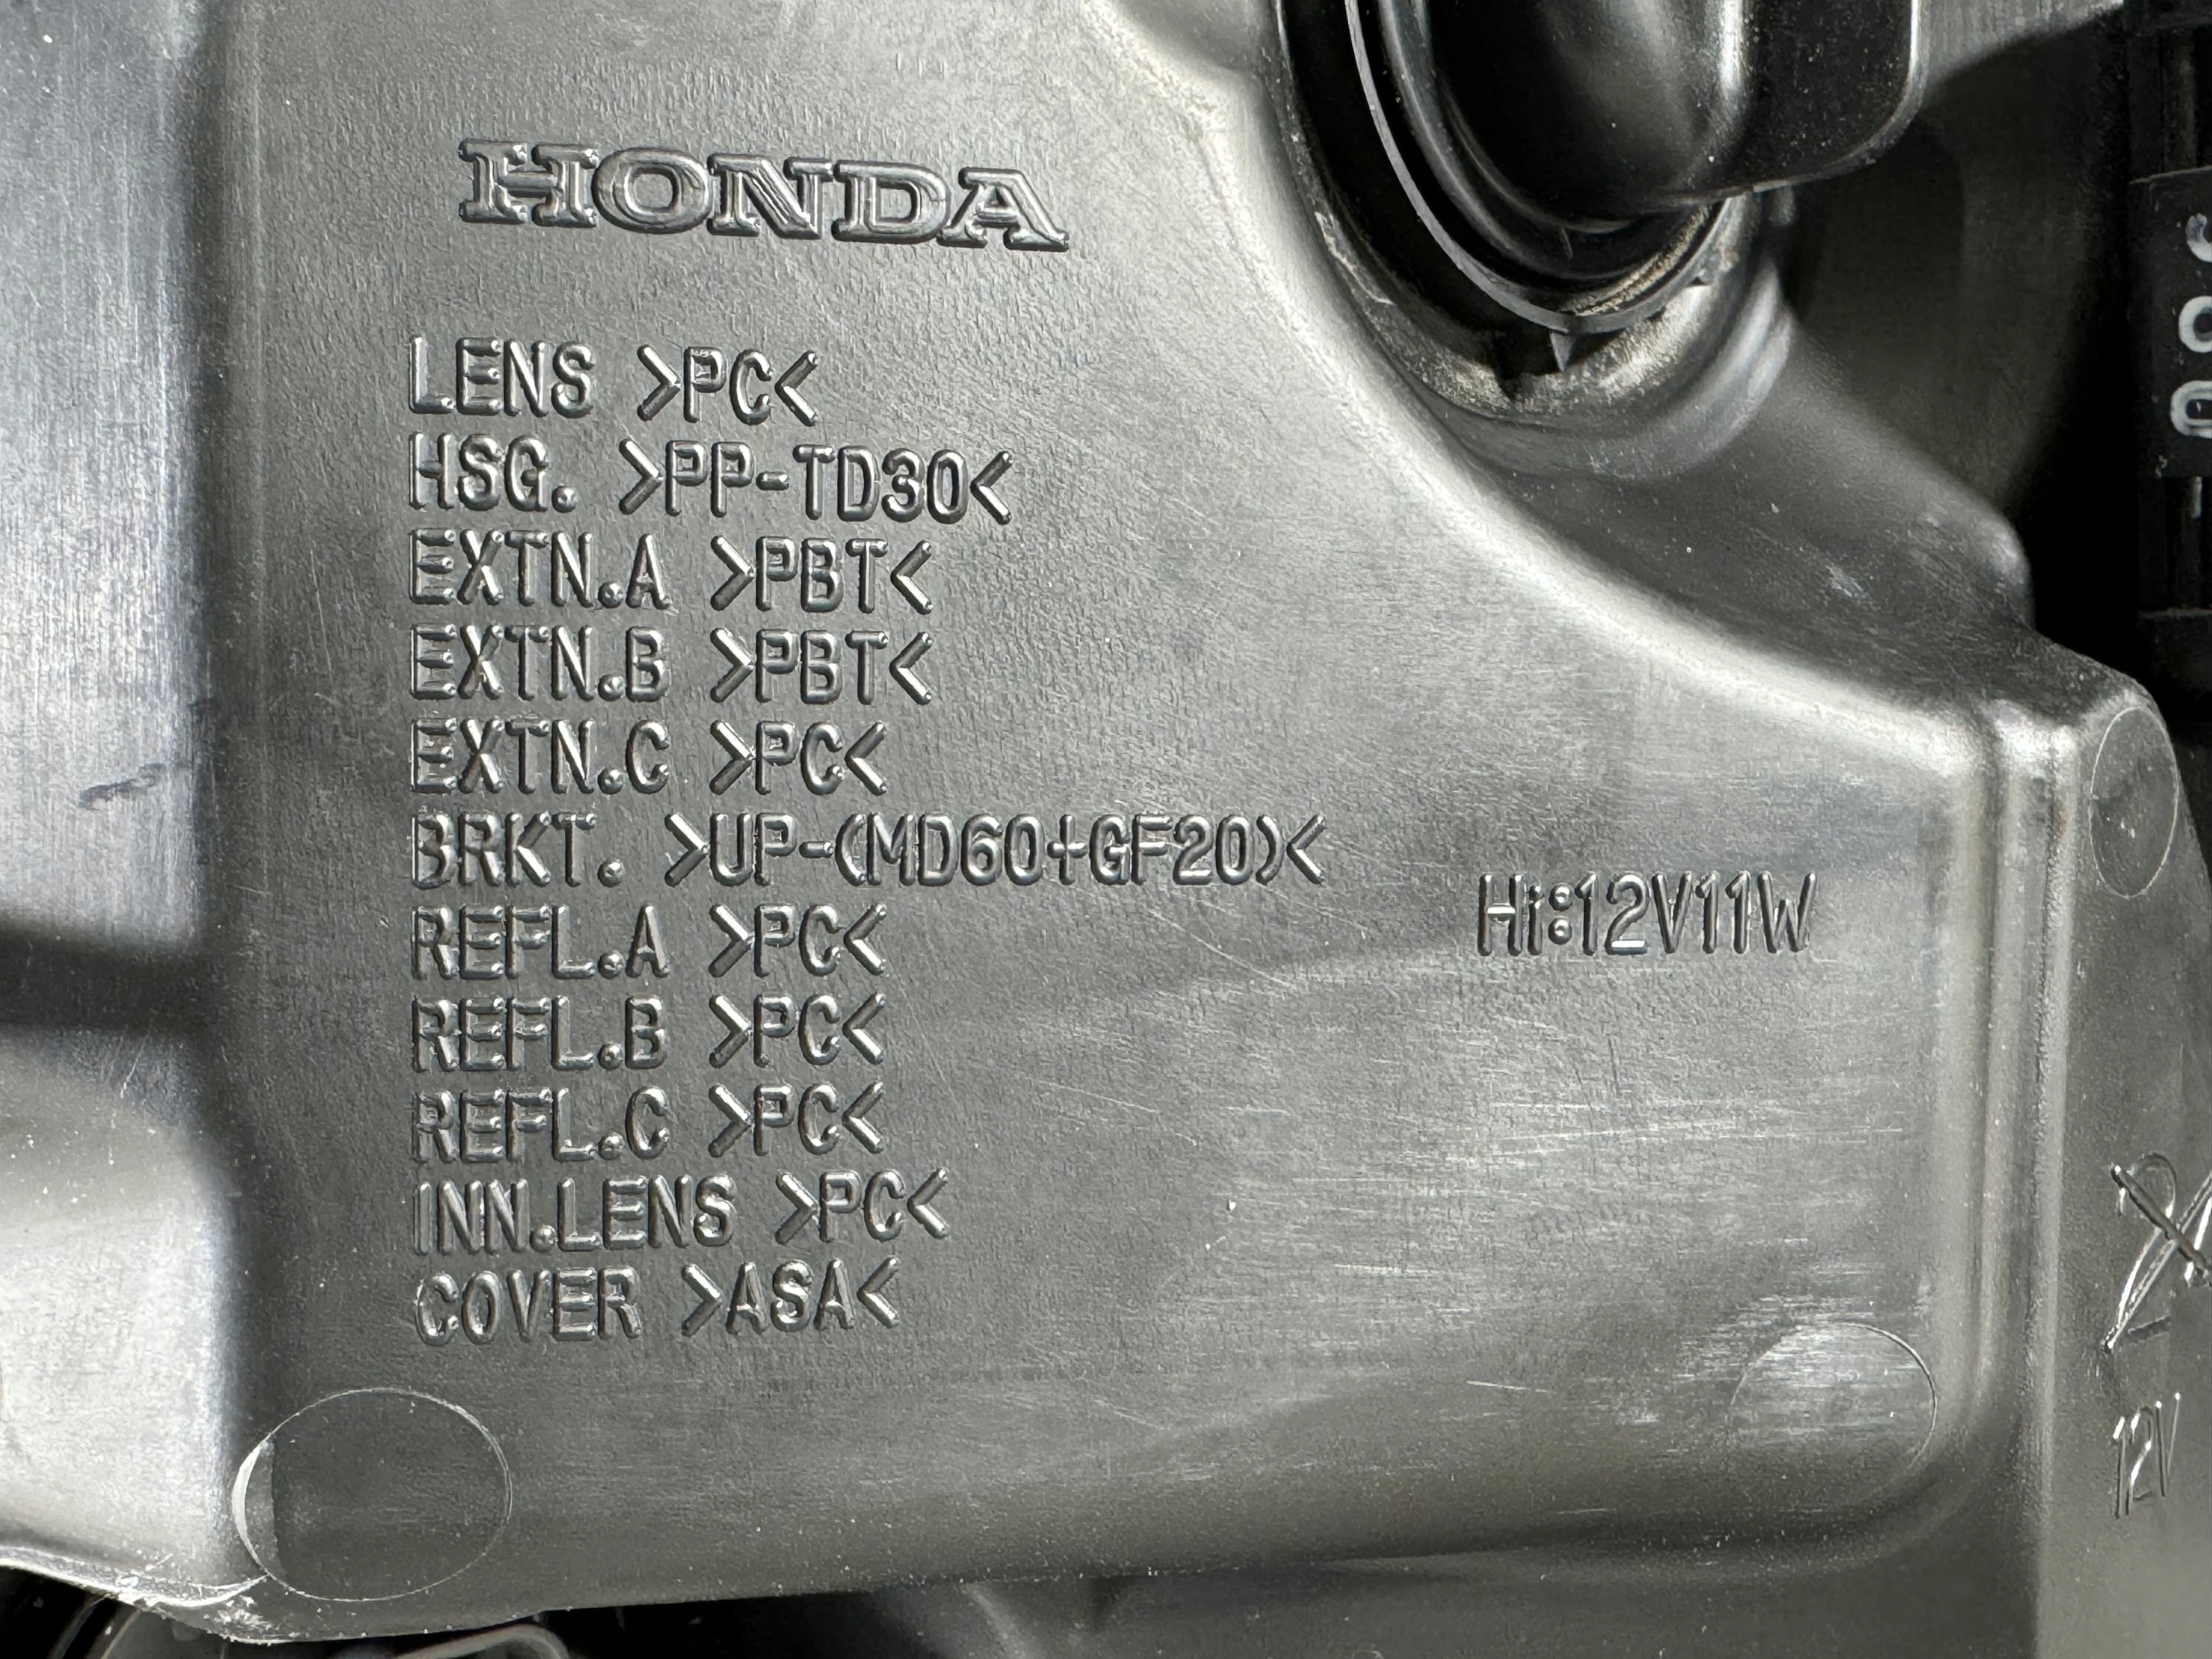 HONDA
LENS >PC<
HSG. >PP-TD30<
EXTN.A >PBT<
EXTN.B >PBT<
EXTN.C >PC<
BRKT. >UP-(MD60+GF20)<
REFL.A >PC<
REFL.B >PC<
REFL.C >PC<
INN.LENS >PC<
COVER >ASA<
Hi:12V11W
12V